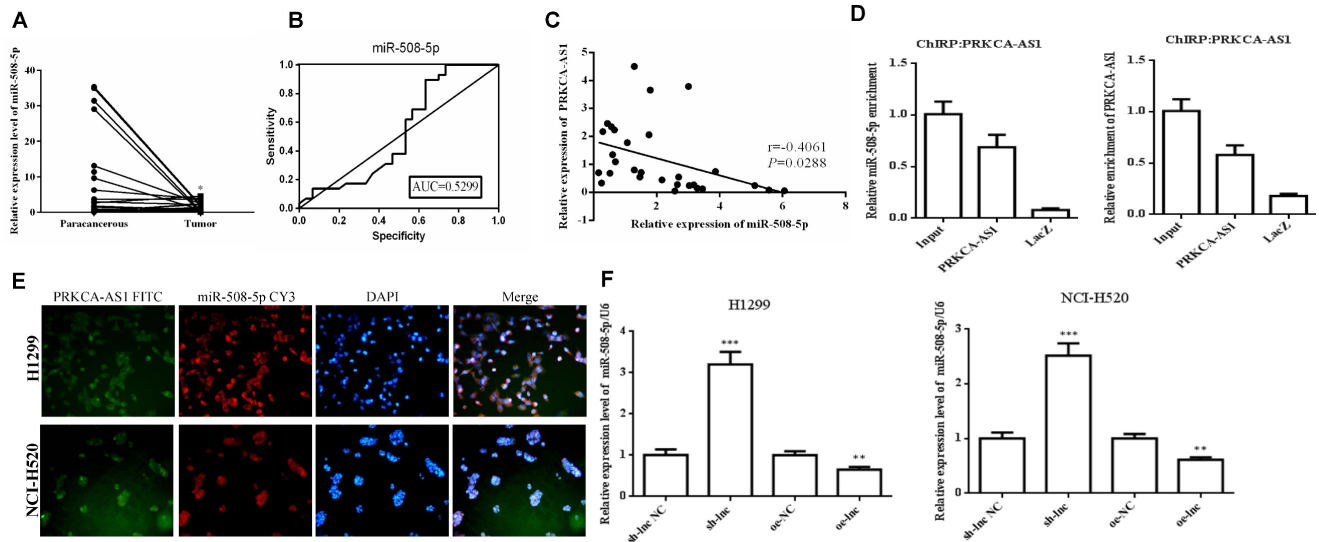 A
Relative expression level of miR-508-5p
40
30
20
10
0
*
Paracancerous
Tumor
B
miR-508-5p
Sensitivity
1.0
0.8
0.6
0.4
0.2
0.0
AUC=0.5299
0.0
0.2
0.4
0.6
0.8
1.0
Specificity
C
Relative expression of PRKCA-AS1
5
4
3
2
1
0
-1
r=-0.4061
P=0.0288
2
4
6
8
Relative expression of miR-508-5p
D
ChIRP:PRKCA-AS1
Relative miR-508-5p enrichment
1.5
1.0
0.5
0.0
Input
PRKCA-AS1
LacZ
ChIRP:PRKCA-AS1
Relative enrichment of PRKCA-AS1
1.5
1.0
0.5
0.0
Input
PRKCA-AS1
LacZ
E
PRKCA-AS1 FITC
miR-508-5p CY3
DAPI
Merge
H1299
NCI-H520
F
H1299
Relative expression level of miR-508-5p/U6
4
3
2
1
0
***
**
sh-lnc NC
sh-lnc
oe-NC
oe-lnc
NCI-H520
Relative expression level of miR-508-5p/U6
3
2
1
0
***
**
sh-lnc NC
sh-lnc
oe-NC
oe-lnc